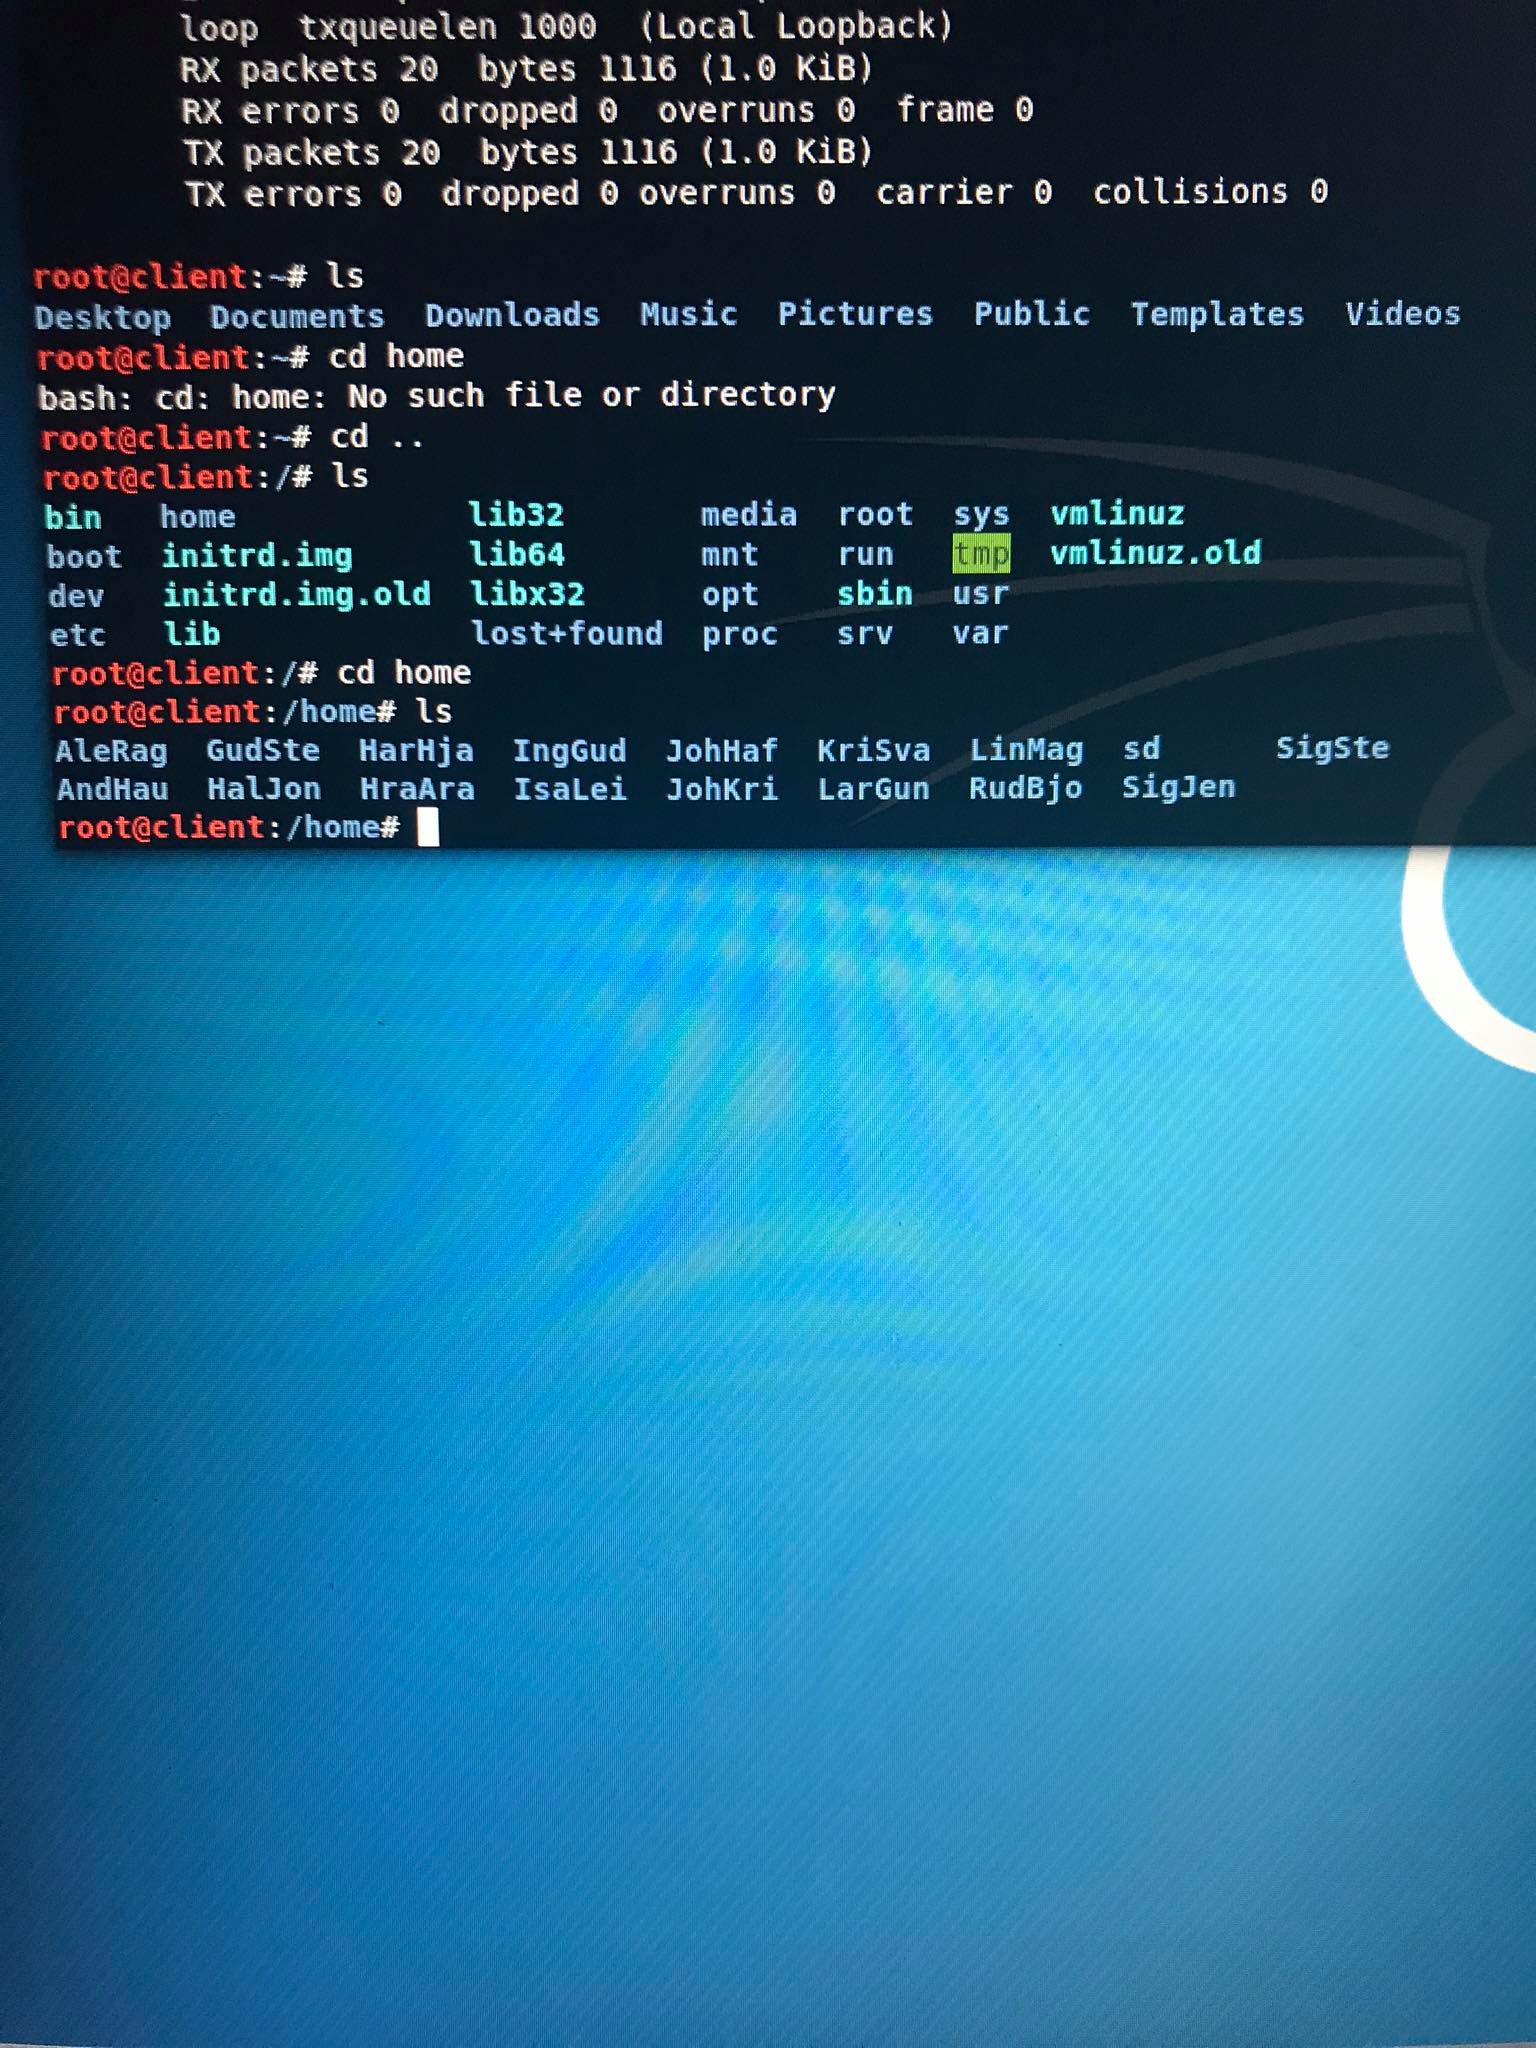 loop  txqueuelen 1000  (Local Loopback)
RX packets 20  bytes 1116 (1.0 KiB)
RX errors 0  dropped 0  overruns 0  frame 0
TX packets 20  bytes 1116 (1.0 KiB)
TX errors 0  dropped 0 overruns 0  carrier 0  collisions 0
root@client:~# ls
Desktop  Documents  Downloads  Music  Pictures  Public  Templates  Videos
root@client:~# cd home
bash: cd: home: No such file or directory
root@client:~# cd ..
root@client:/# ls
bin   home            lib32       media  root  sys  vmlinuz
boot  initrd.img      lib64       mnt    run   tmp  vmlinuz.old
dev   initrd.img.old  libx32      opt    sbin  usr
etc   lib             lost+found  proc   srv   var
root@client:/# cd home
root@client:/home# ls
AleRag  GudSte  HarHja  IngGud  JohHaf  KriSva  LinMag  sd      SigSte
AndHau  HalJon  HraAra  IsaLei  JohKri  LarGun  RudBjo  SigJen
root@client:/home#